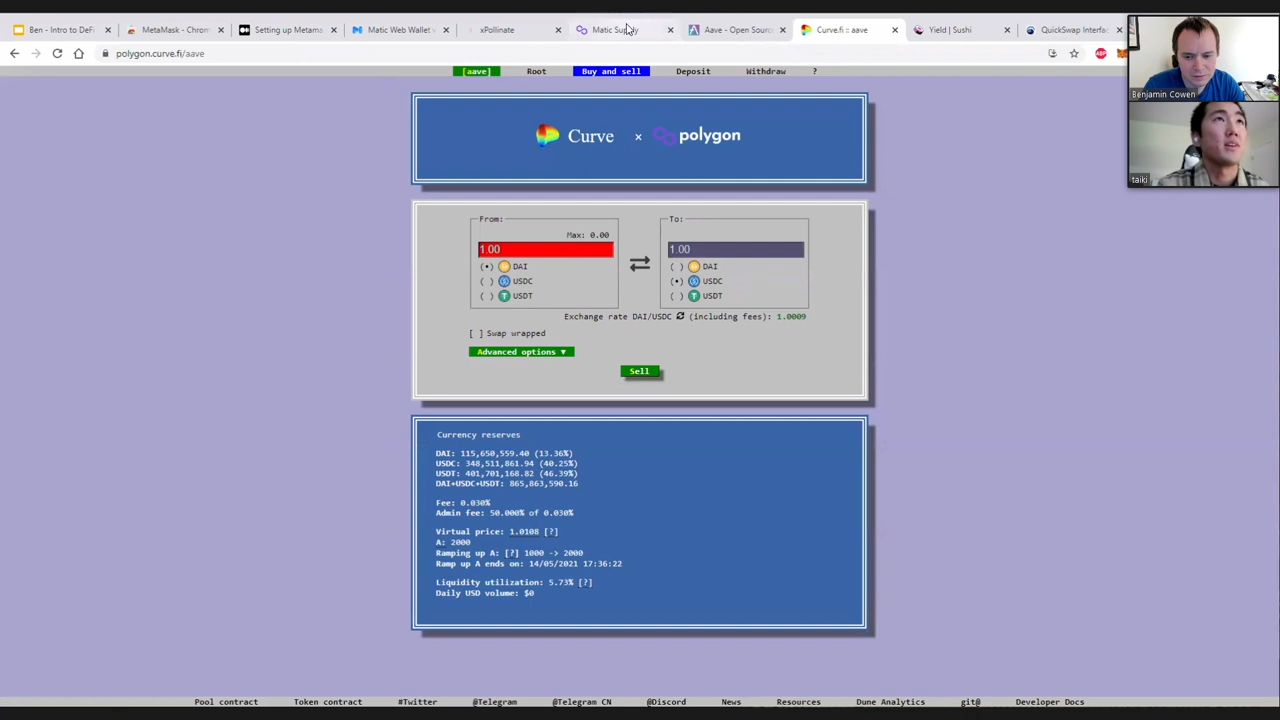 Ben - Intro to DeFi
MetaMask - Chrom
Setting up Metama
Matic Web Wallet
xPollinate
Matic Supply
Aave - Open Sourc
Curve.fi :: aave
Yield | Sushi
QuickSwap Interfac
polygon.curve.fi/aave
ABP
[aave]
Root
Buy and sell
Deposit
Withdraw
?
Benjamin Cowen
taiki
Curve × polygon
From:
Max: 0.00
1.00
(•) DAI
( ) USDC
( ) USDT
To:
1.00
( ) DAI
(•) USDC
( ) USDT
Exchange rate DAI/USDC (including fees): 1.0009
[ ] Swap wrapped
Advanced options ▼
Sell
Currency reserves
DAI: 115,650,559.40 (13.36%)
USDC: 348,511,861.94 (40.25%)
USDT: 401,701,168.82 (46.39%)
DAI+USDC+USDT: 865,863,590.16
Fee: 0.030%
Admin fee: 50.000% of 0.030%
Virtual price: 1.0108 [?]
A: 2000
Ramping up A: [?] 1000 -> 2000
Ramp up A ends on: 14/05/2021 17:36:22
Liquidity utilization: 5.73% [?]
Daily USD volume: $0
Pool contract
Token contract
#Twitter
@Telegram
@Telegram CN
@Discord
News
Resources
Dune Analytics
git@
Developer Docs